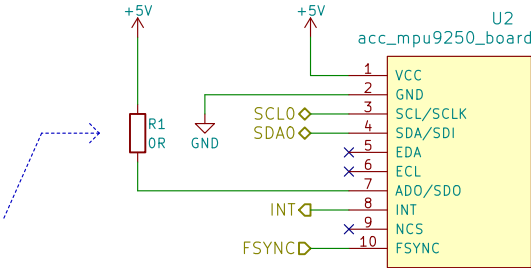 +5V
+5V
U2
acc_mpu9250_board
1 VCC
2 GND
SCL0 3 SCL/SCLK
SDA0 4 SDA/SDI
R1
0R
GND
5 EDA
6 ECL
7 ADO/SDO
INT 8 INT
9 NCS
FSYNC 10 FSYNC